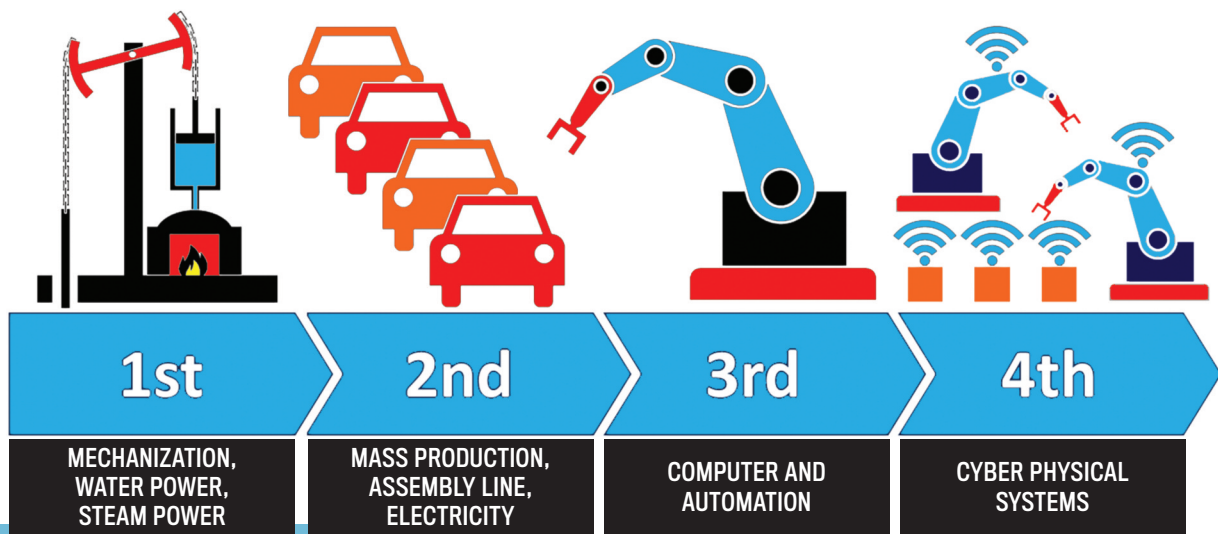 1st
2nd
3rd
4th
MECHANIZATION,
WATER POWER,
STEAM POWER
MASS PRODUCTION,
ASSEMBLY LINE,
ELECTRICITY
COMPUTER AND
AUTOMATION
CYBER PHYSICAL
SYSTEMS